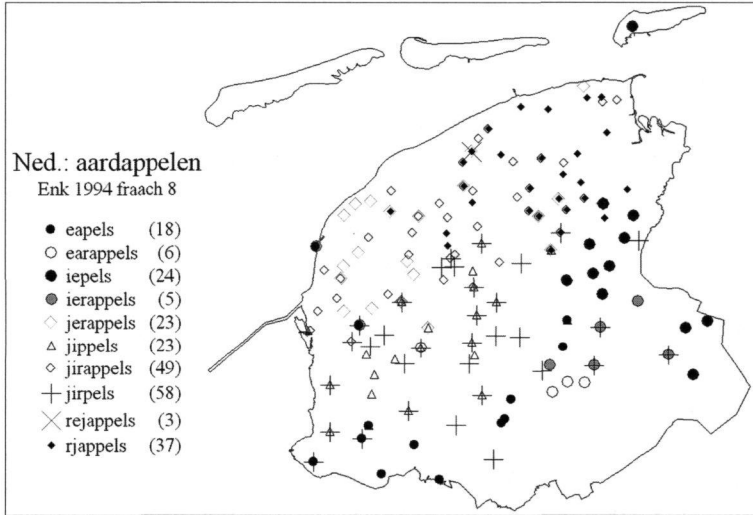 Ned.: aardappelen
Enk 1994 fraach 8
eapels (18)
earappels (6)
iepels (24)
ierappels (5)
jerappels (23)
jippels (23)
jirappels (49)
jirpels (58)
rejappels (3)
rjappels (37)